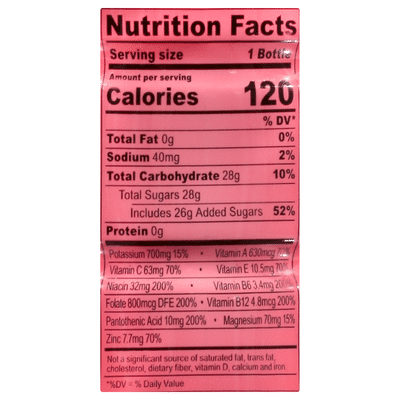 Nutrition Facts
Serving size 1 Bottle
Amount per serving
Calories 120
% DV*
Total Fat 0g 0%
Sodium 40mg 2%
Total Carbohydrate 28g 10%
Total Sugars 28g
Includes 26g Added Sugars 52%
Protein 0g
Potassium 700mg 15% • Vitamin A 630mcg 70%
Vitamin C 63mg 70% • Vitamin E 10.5mg 70%
Niacin 32mg 200% • Vitamin B6 3.4mg 200%
Folate 800mcg DFE 200% • Vitamin B12 4.8mcg 200%
Pantothenic Acid 10mg 200% • Magnesium 70mg 15%
Zinc 7.7mg 70%
Not a significant source of saturated fat, trans fat,
cholesterol, dietary fiber, vitamin D, calcium and iron.
*%DV = % Daily Value